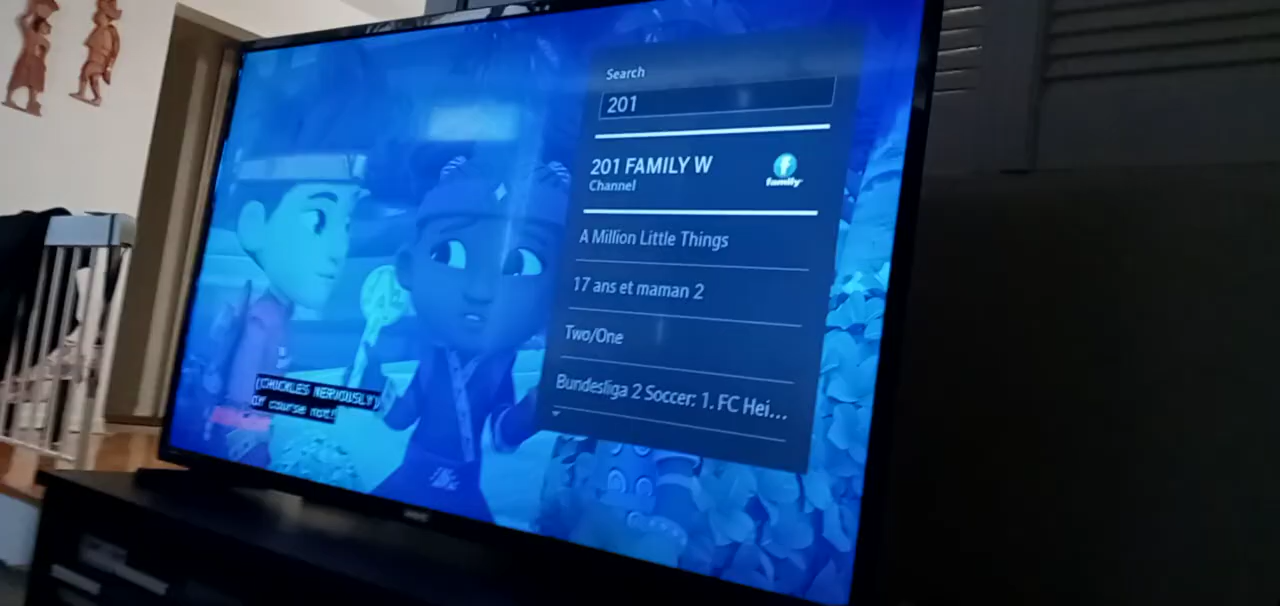 Search
201
201 FAMILY W
Channel
family
A Million Little Things
17 ans et maman 2
Two/One
Bundesliga 2 Soccer: 1. FC Hei...
(CHUCKLES NERVOUSLY)
Of course not!